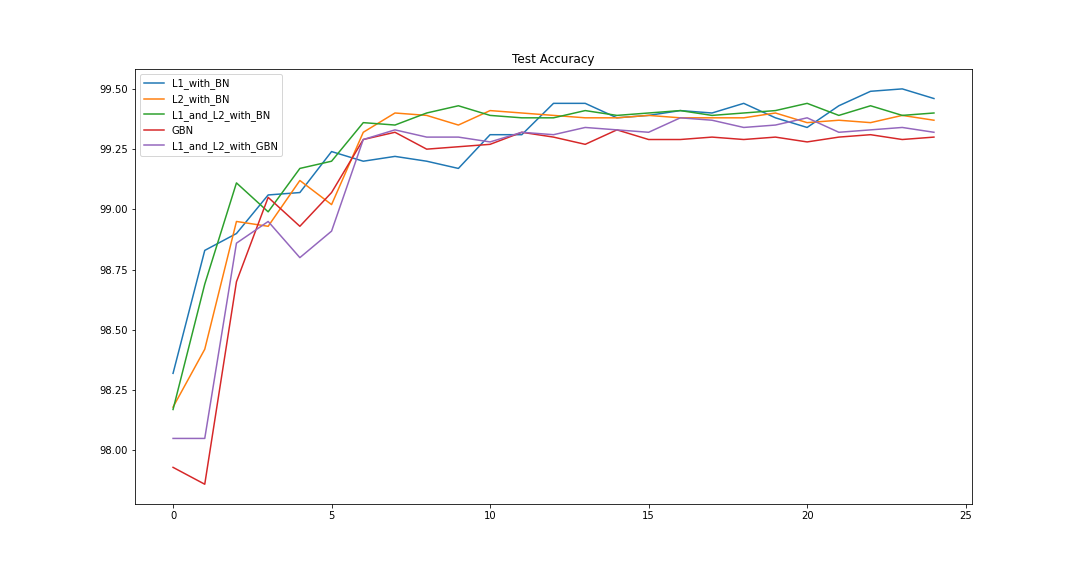 Test Accuracy
L1_with_BN
L2_with_BN
L1_and_L2_with_BN
GBN
L1_and_L2_with_GBN
99.50
99.25
99.00
98.75
98.50
98.25
98.00
0 5 10 15 20 25